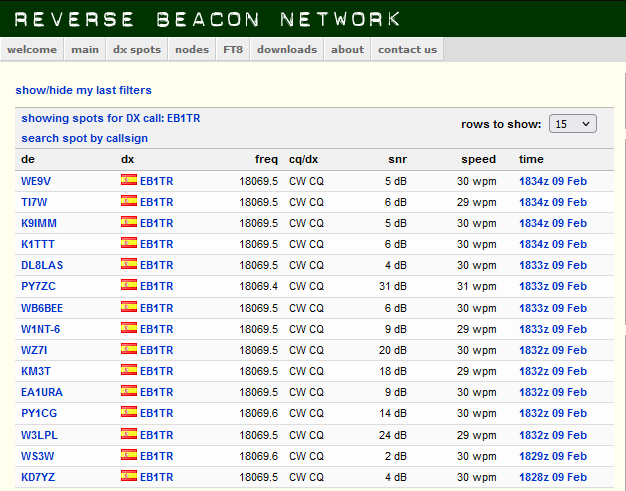 REVERSE BEACON NETWORK
welcome main dx spots nodes FT8 downloads about contact us
show/hide my last filters
showing spots for DX call: EB1TR
search spot by callsign
rows to show: 15
de dx freq cq/dx snr speed time
WE9V EB1TR 18069.5 CW CQ 5 dB 30 wpm 1834z 09 Feb
TI7W EB1TR 18069.5 CW CQ 6 dB 29 wpm 1834z 09 Feb
K9IMM EB1TR 18069.5 CW CQ 5 dB 30 wpm 1834z 09 Feb
K1TTT EB1TR 18069.5 CW CQ 6 dB 30 wpm 1834z 09 Feb
DL8LAS EB1TR 18069.5 CW CQ 4 dB 30 wpm 1833z 09 Feb
PY7ZC EB1TR 18069.4 CW CQ 31 dB 31 wpm 1833z 09 Feb
WB6BEE EB1TR 18069.5 CW CQ 6 dB 30 wpm 1833z 09 Feb
W1NT-6 EB1TR 18069.5 CW CQ 9 dB 29 wpm 1833z 09 Feb
WZ7I EB1TR 18069.5 CW CQ 20 dB 30 wpm 1832z 09 Feb
KM3T EB1TR 18069.5 CW CQ 18 dB 29 wpm 1832z 09 Feb
EA1URA EB1TR 18069.5 CW CQ 9 dB 30 wpm 1832z 09 Feb
PY1CG EB1TR 18069.6 CW CQ 14 dB 30 wpm 1832z 09 Feb
W3LPL EB1TR 18069.5 CW CQ 24 dB 29 wpm 1832z 09 Feb
WS3W EB1TR 18069.6 CW CQ 2 dB 30 wpm 1829z 09 Feb
KD7YZ EB1TR 18069.5 CW CQ 4 dB 30 wpm 1828z 09 Feb